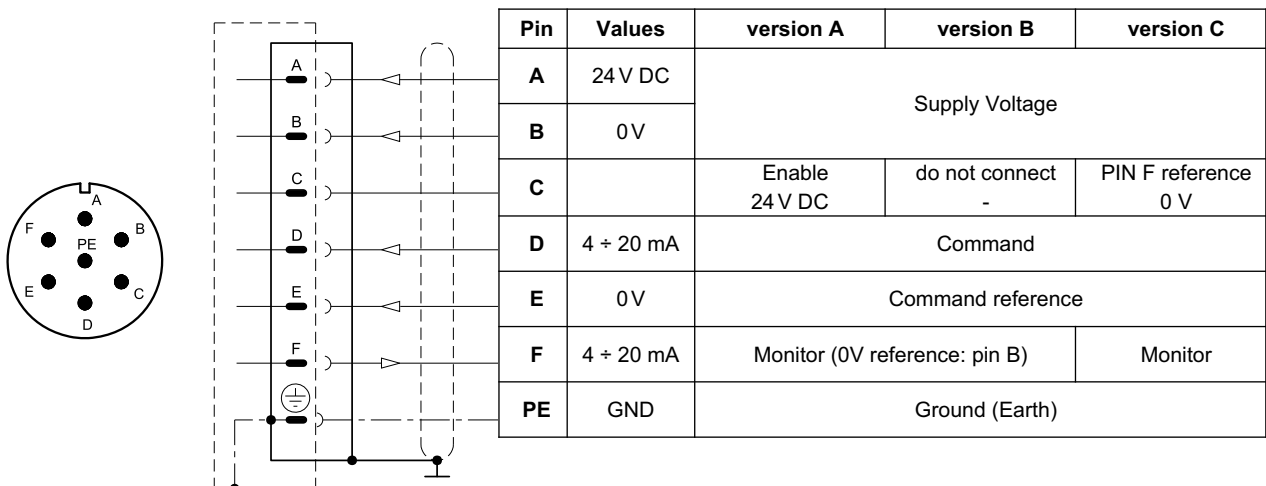 A
F
B
PE
E
C
D
A
B
C
D
E
F
Pin Values version A version B version C
A 24 V DC
Supply Voltage
B 0 V
C Enable do not connect PIN F reference
24 V DC - 0 V
D 4 ÷ 20 mA Command
E 0 V Command reference
F 4 ÷ 20 mA Monitor (0V reference: pin B) Monitor
PE GND Ground (Earth)